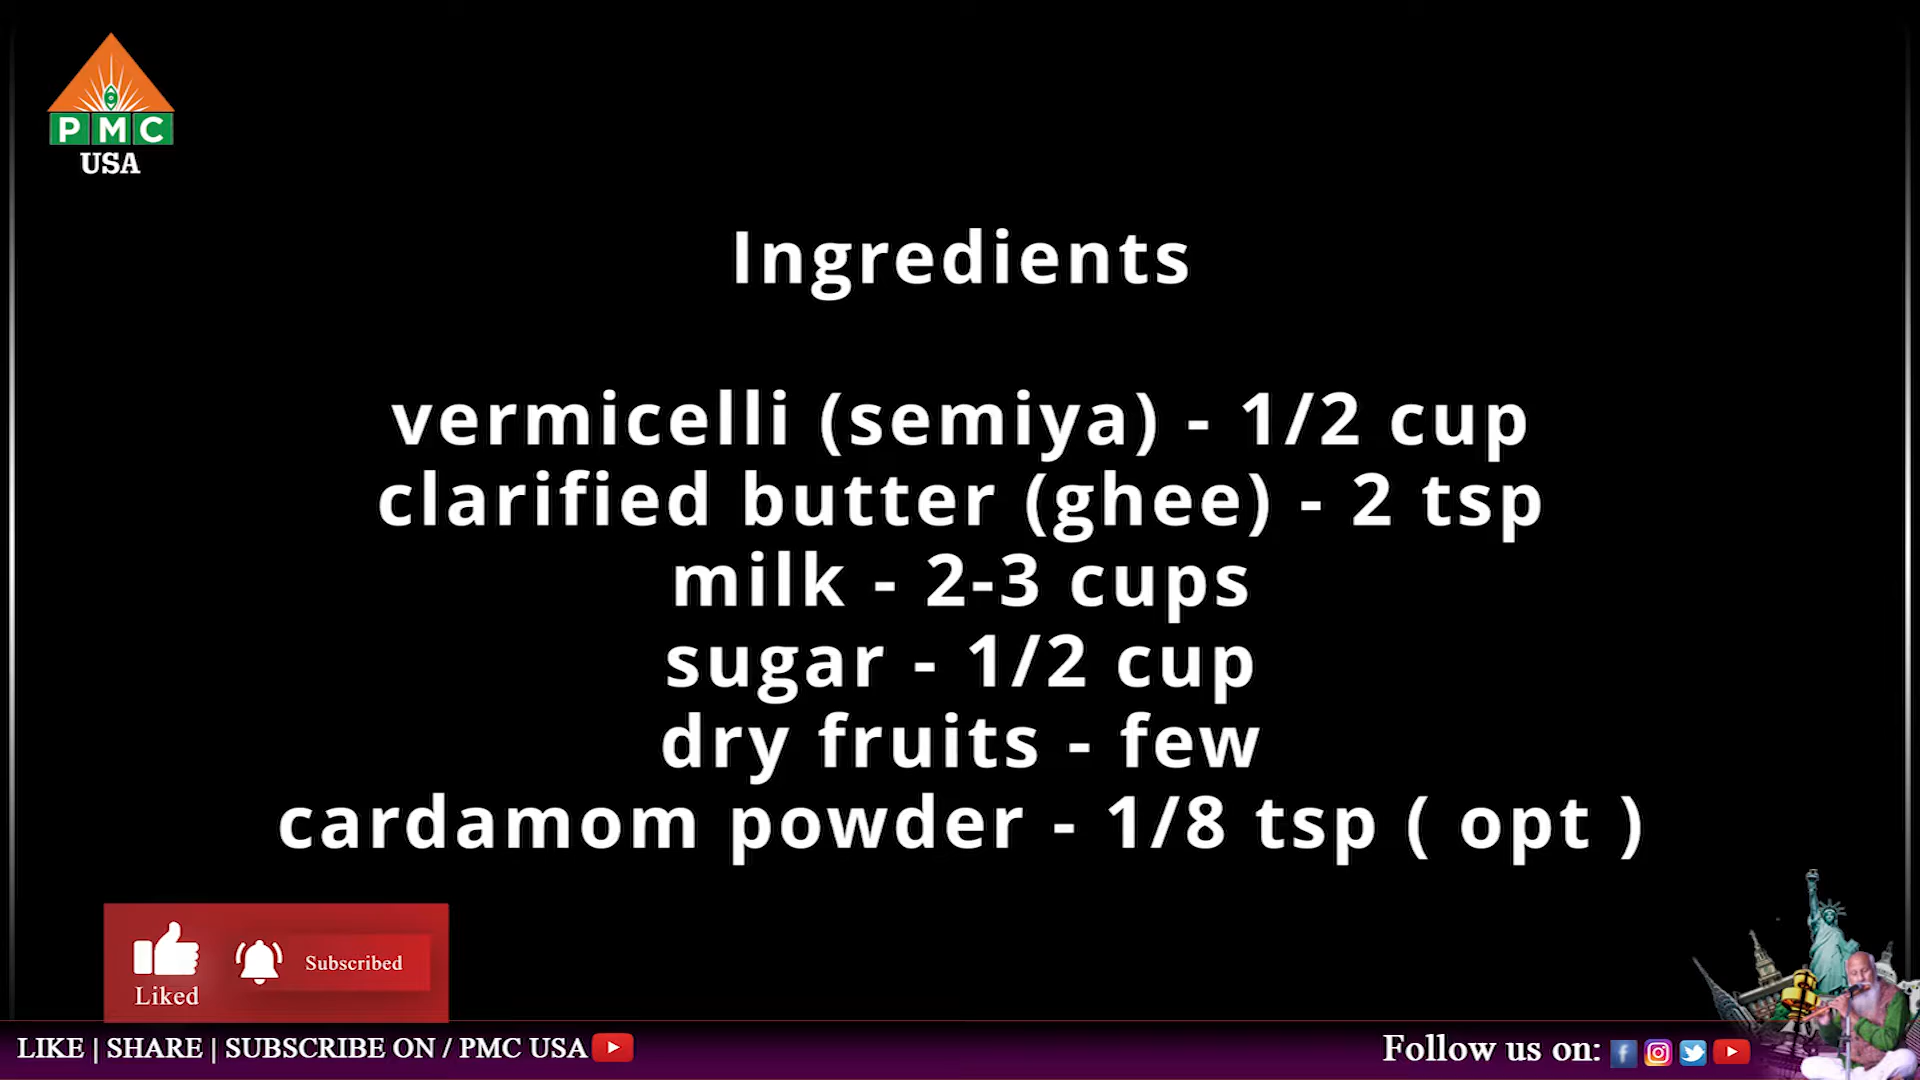 PMC
USA
Ingredients
vermicelli (semiya) - 1/2 cup
clarified butter (ghee) - 2 tsp
milk - 2-3 cups
sugar - 1/2 cup
dry fruits - few
cardamom powder - 1/8 tsp ( opt )
Liked
Subscribed
LIKE | SHARE | SUBSCRIBE ON / PMC USA
Follow us on: